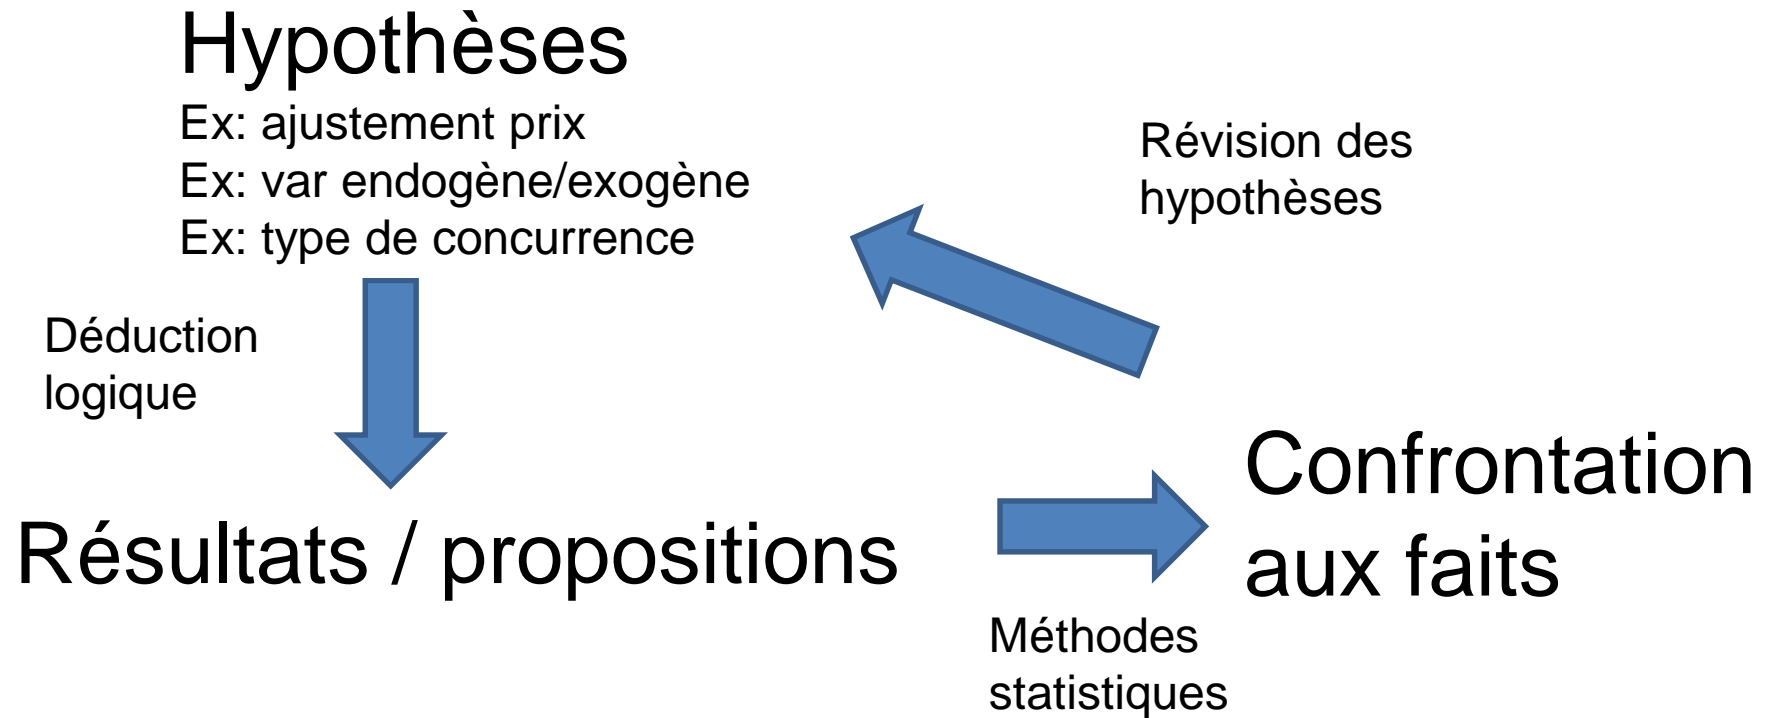 Hypothèses
Ex: ajustement prix
Ex: var endogène/exogène
Ex: type de concurrence
Révision des
hypothèses
Déduction
logique
Résultats / propositions
Confrontation
aux faits
Méthodes
statistiques